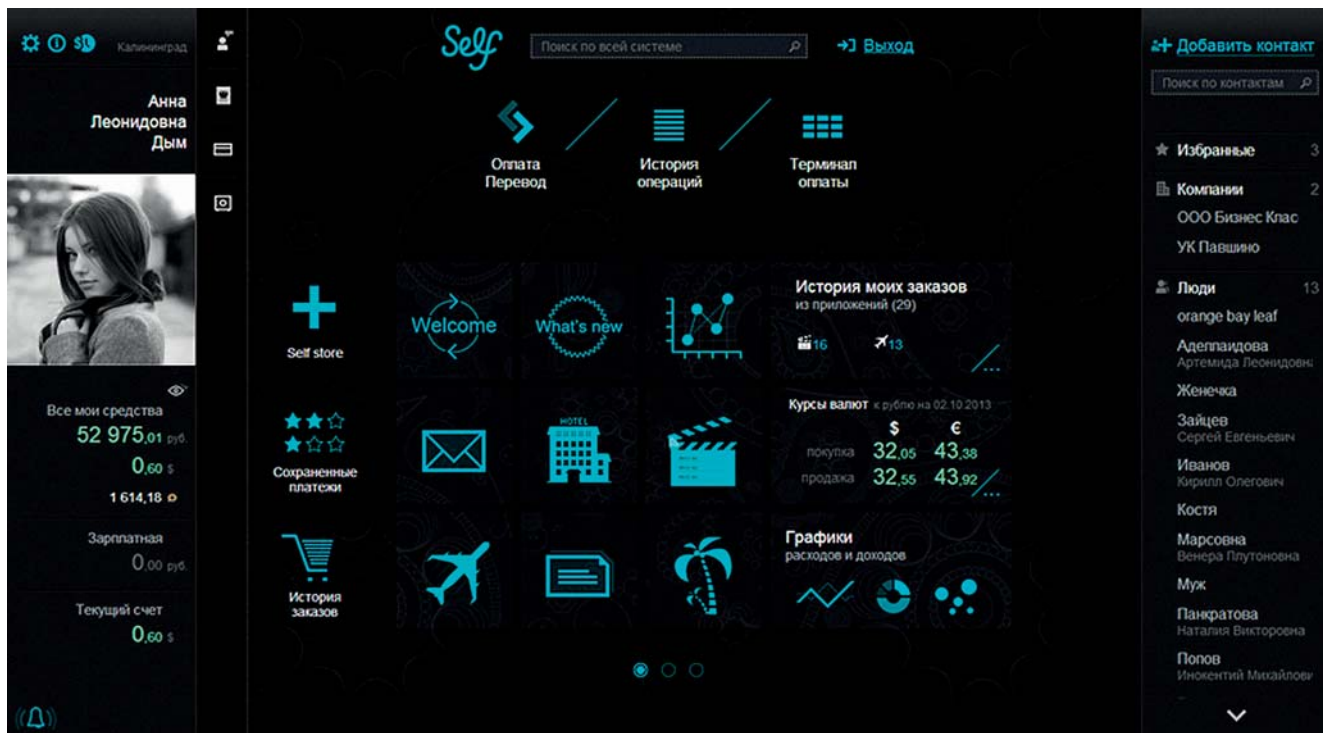 Калининград
Анна
Леонидовна
Дым
Все мои средства
52 975,01 руб.
0,60 $
1 614,18
Зарплатная
0,00 руб.
Текущий счет
0,60 $
Self
Поиск по всей системе
Выход
Оплата
Перевод
История
операций
Терминал
оплаты
Self store
Welcome
What's new
История моих заказов
из приложений (29)
16
13
Сохраненные
платежи
HOTEL
Курсы валют к рублю на 02.10.2013
$ €
покупка 32,05 43,38
продажа 32,55 43,92
История
заказов
Графики
расходов и доходов
Добавить контакт
Поиск по контактам
Избранные 3
Компании 2
ООО Бизнес Клас
УК Павшино
Люди 13
orange bay leaf
Аделлаидова
Артемида Леонидовн
Женечка
Зайцев
Сергей Евгеньевич
Иванов
Кирилл Олегович
Костя
Марсовна
Венера Плутоновна
Муж
Панкратова
Наталия Викторовна
Попов
Инокентий Михайлови